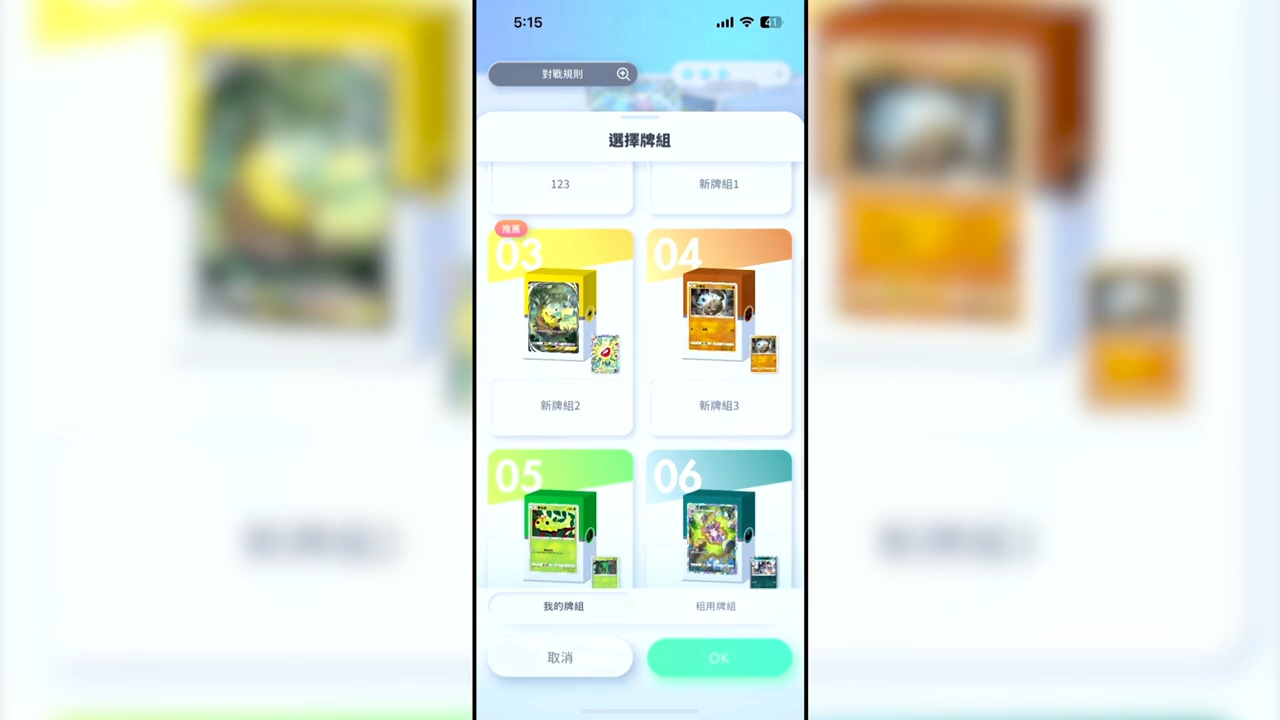 5:15
41
對戰規則
選擇牌組
123
新牌組1
推薦
03
04
新牌組2
新牌組3
05
06
我的牌組
租用牌組
取消
OK